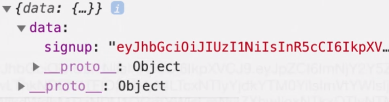 ▼{data: {…}} i
▼data:
signup: "eyJhbGciOiJIUzI1NiIsInR5cCI6IkpXV…
▶__proto__: Object
▶__proto__: Object